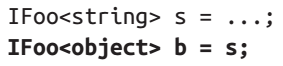 IFoo<string> s = ...;
IFoo<object> b = s;